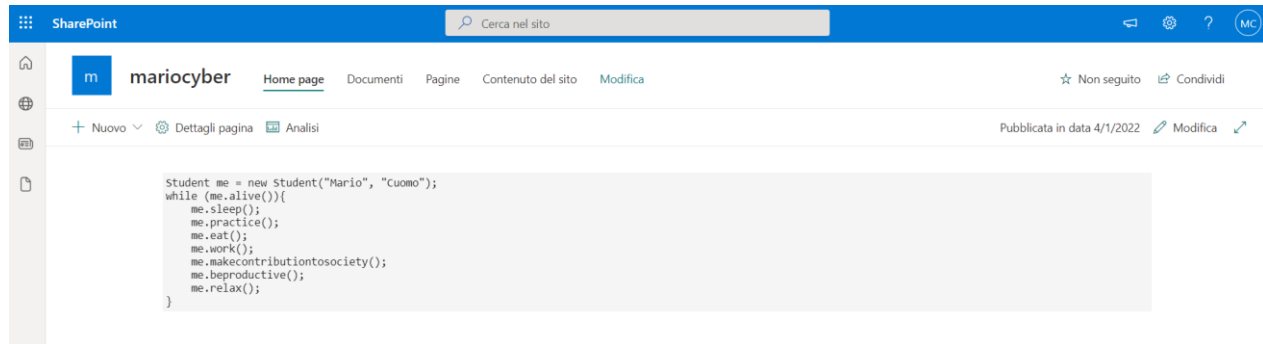 SharePoint Cerca nel sito ? MC
m mariocyber Home page Documenti Pagine Contenuto del sito Modifica Non seguito Condividi
Nuovo Dettagli pagina Analisi Pubblicata in data 4/1/2022 Modifica
Student me = new Student("Mario", "Cuomo");
while (me.alive()){
    me.sleep();
    me.practice();
    me.eat();
    me.work();
    me.makecontributiontosociety();
    me.beproductive();
    me.relax();
}